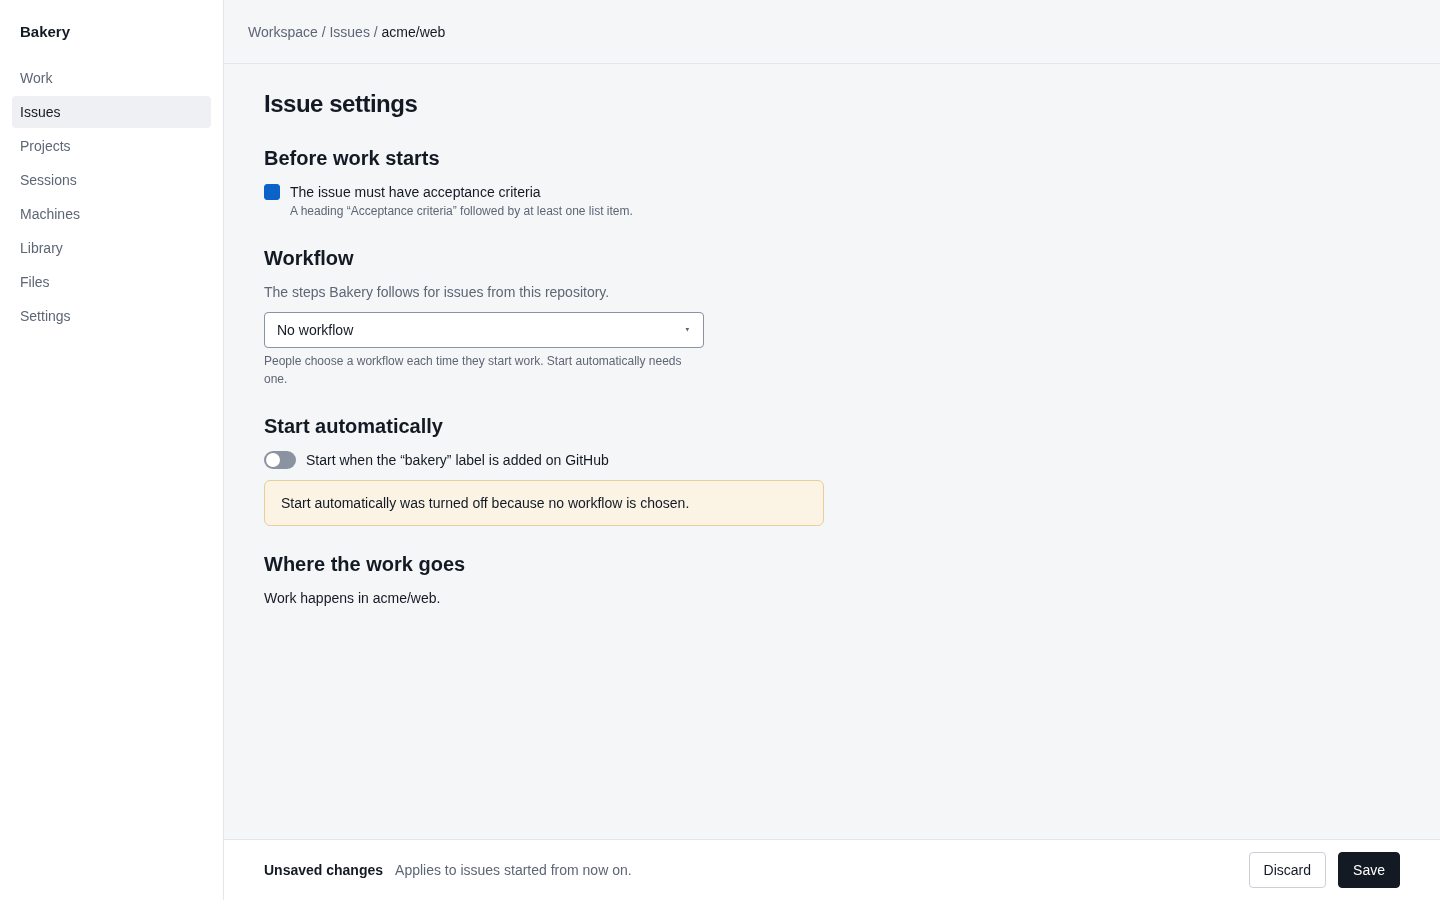 Bakery
Work
Issues
Projects
Sessions
Machines
Library
Files
Settings
Workspace / Issues / acme/web
Issue settings
Before work starts
The issue must have acceptance criteria
A heading “Acceptance criteria” followed by at least one list item.
Workflow
The steps Bakery follows for issues from this repository.
No workflow
People choose a workflow each time they start work. Start automatically needs
one.
Start automatically
Start when the “bakery” label is added on GitHub
Start automatically was turned off because no workflow is chosen.
Where the work goes
Work happens in acme/web.
Unsaved changes Applies to issues started from now on.
Discard
Save